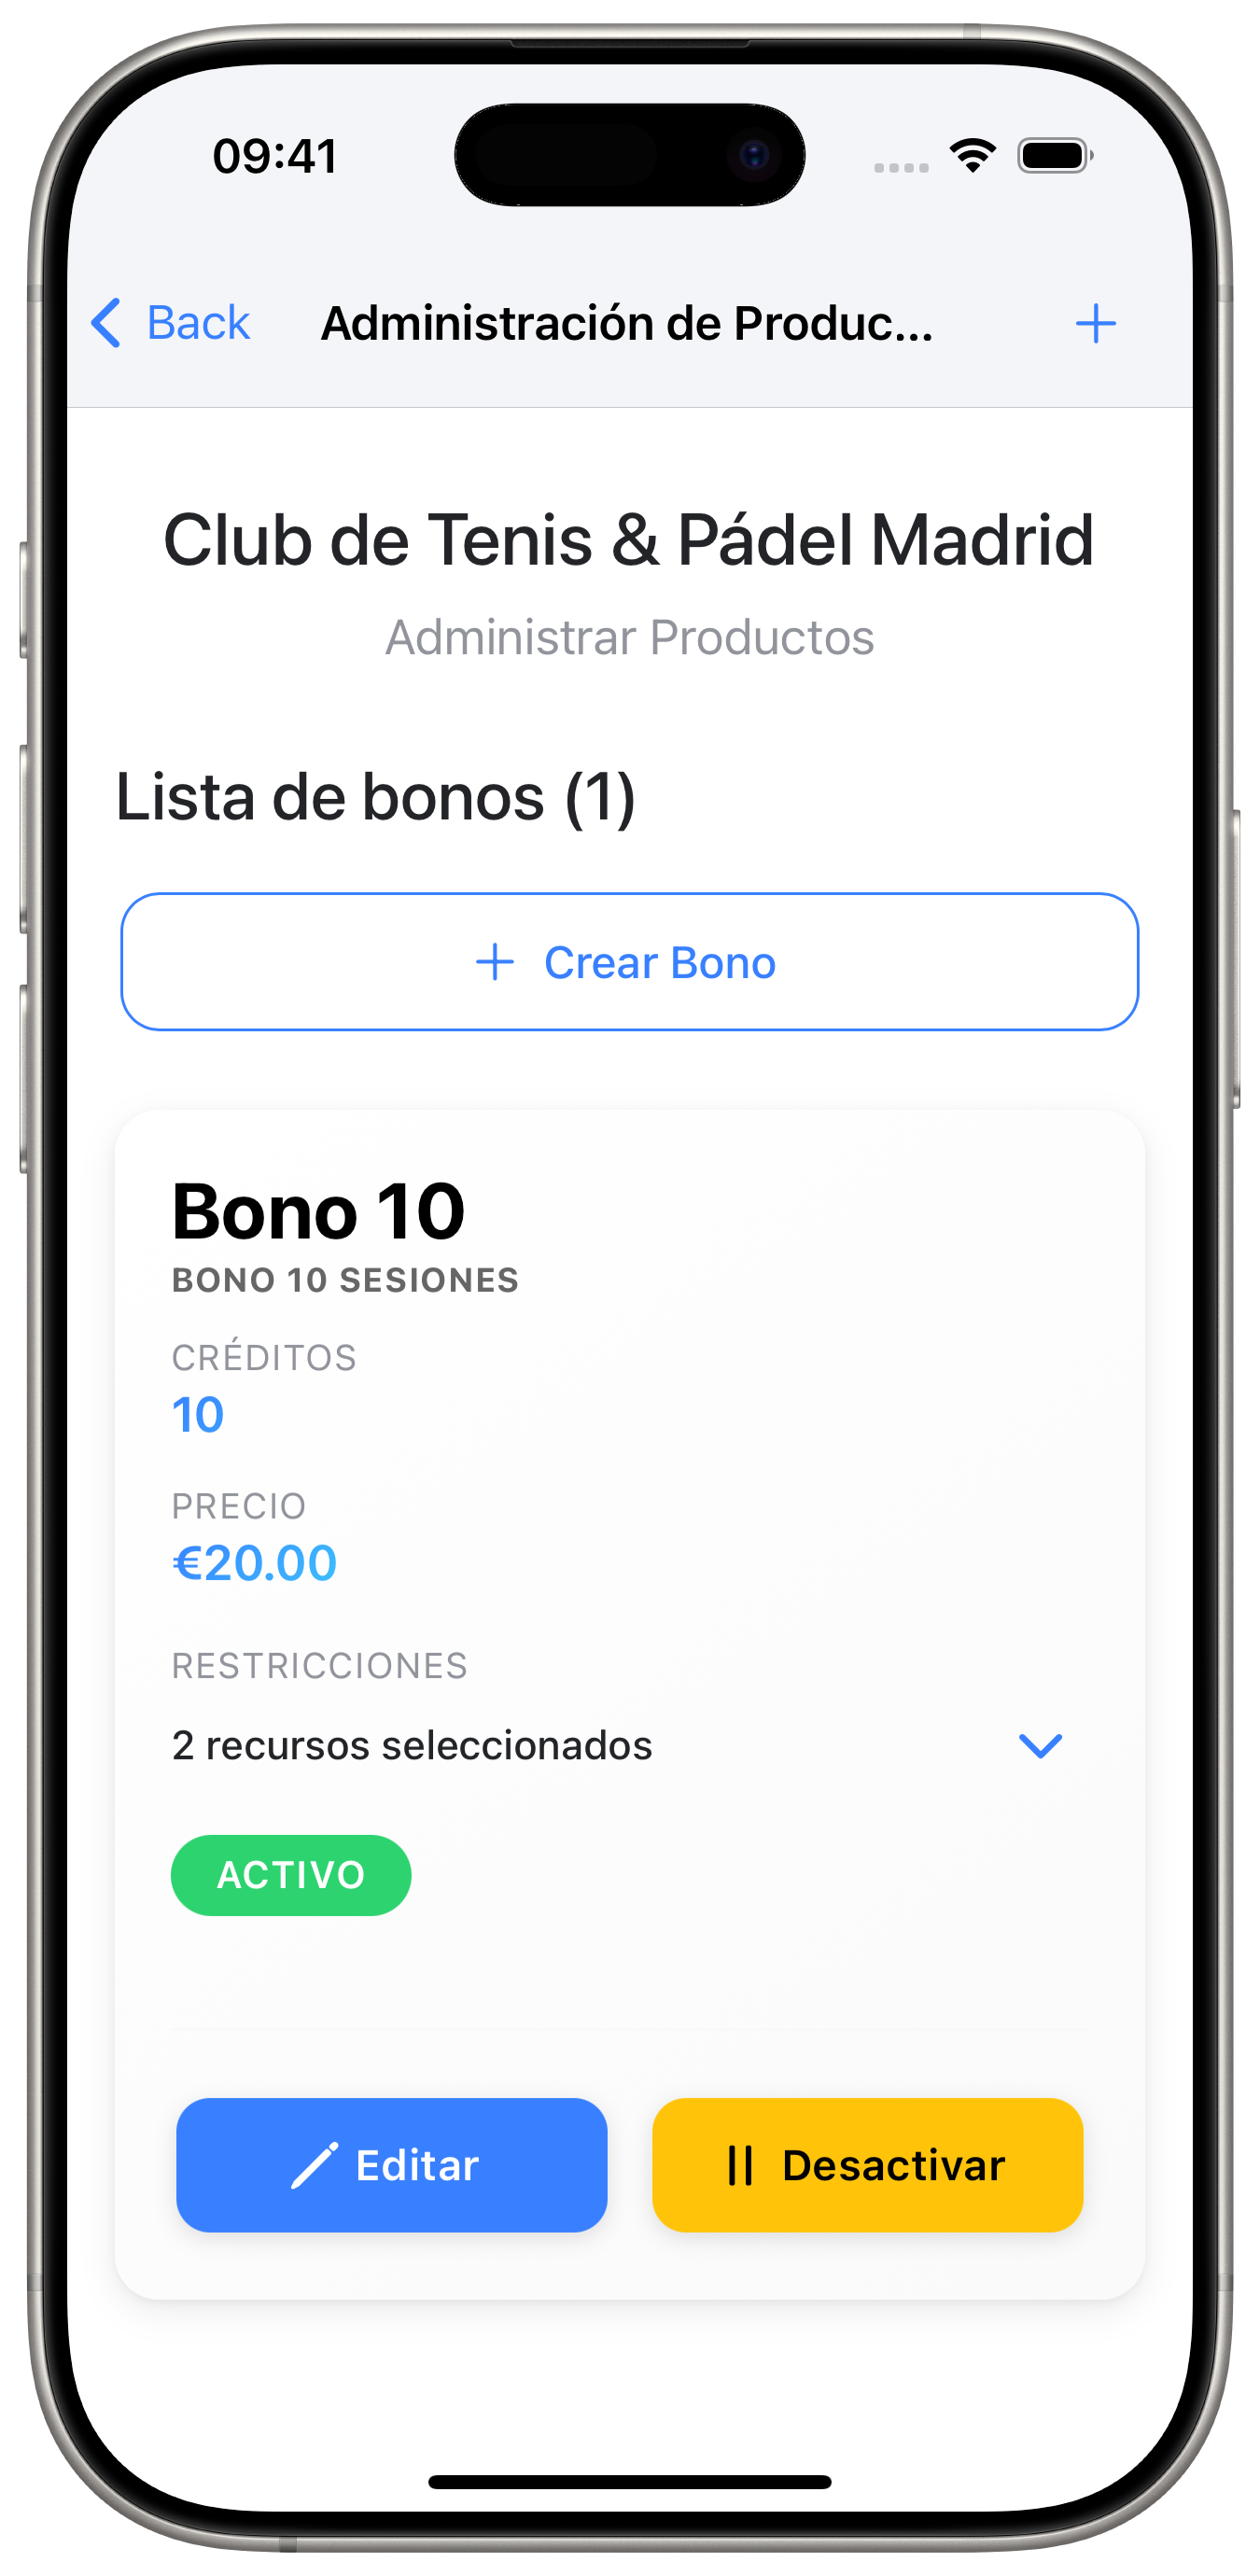 09:41
Back
Administración de Produc...
Club de Tenis & Pádel Madrid
Administrar Productos
Lista de bonos (1)
Crear Bono
Bono 10
BONO 10 SESIONES
CRÉDITOS
10
PRECIO
€20.00
RESTRICCIONES
2 recursos seleccionados
ACTIVO
Editar
Desactivar